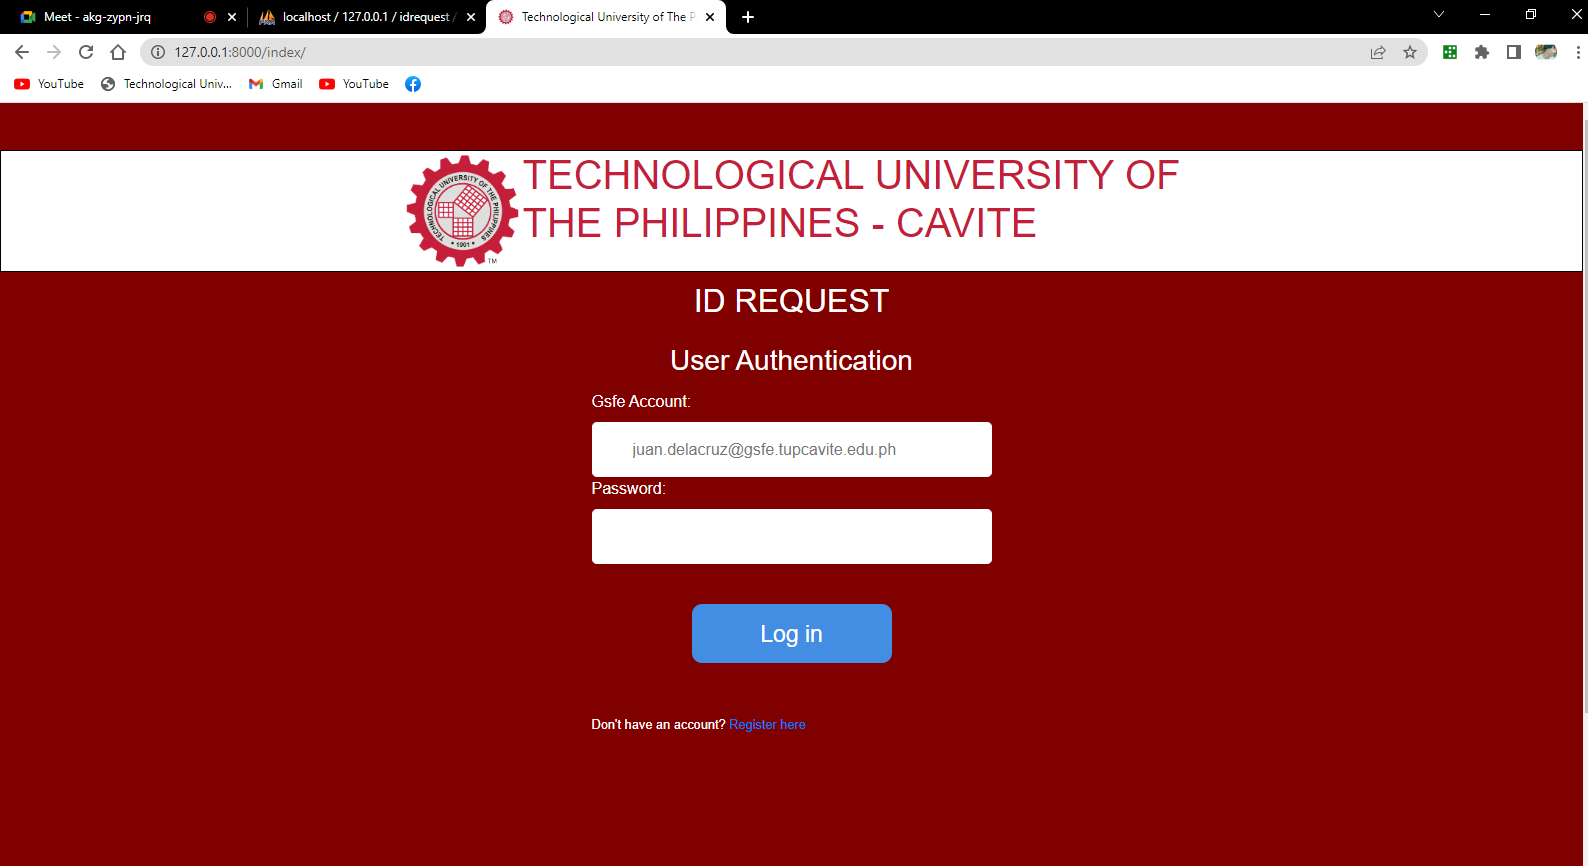 Meet - akg-zypn-jrq
localhost / 127.0.0.1 / idrequest /
Technological University of The P
127.0.0.1:8000/index/
YouTube
Technological Univ...
Gmail
YouTube
TECHNOLOGICAL UNIVERSITY OF THE PHILIPPINES
• 1901 •
TM
TECHNOLOGICAL UNIVERSITY OF
THE PHILIPPINES - CAVITE
ID REQUEST
User Authentication
Gsfe Account:
juan.delacruz@gsfe.tupcavite.edu.ph
Password:
Log in
Don't have an account? Register here